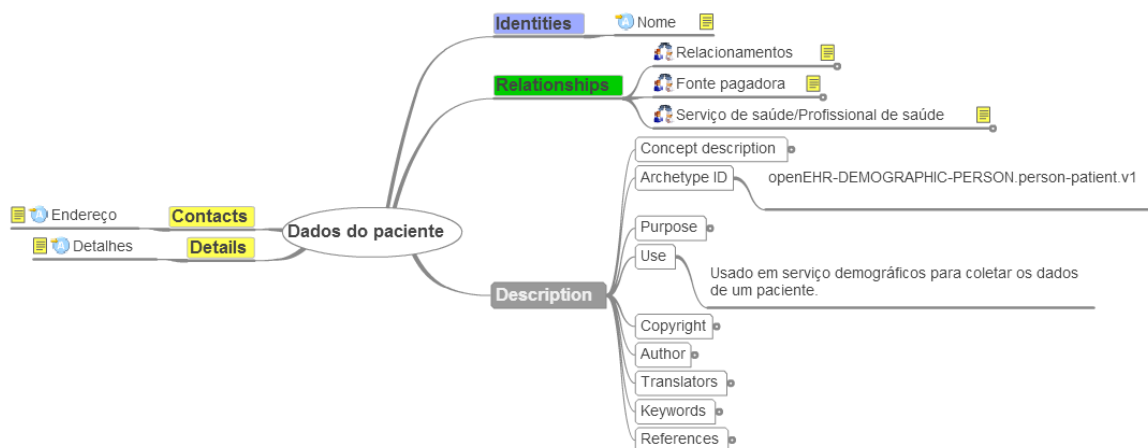 Identities
Nome
Relationships
Relacionamentos
Fonte pagadora
Serviço de saúde/Profissional de saúde
Concept description
Archetype ID
openEHR-DEMOGRAPHIC-PERSON.person-patient.v1
Endereço
Contacts
Detalhes
Details
Dados do paciente
Purpose
Use
Usado em serviço demográficos para coletar os dados
de um paciente.
Description
Copyright
Author
Translators
Keywords
References